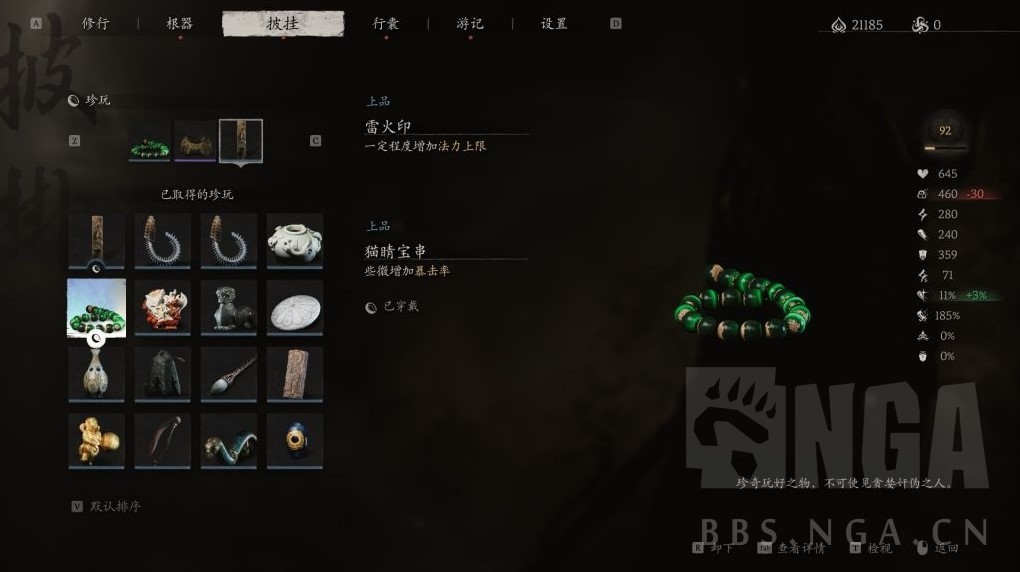 A 修行 根器 披挂 行囊 游记 设置 D 21185 0
披挂
珍玩
Z C
已取得的珍玩
上品
雷火印
一定程度增加法力上限
上品
猫睛宝串
些微增加暴击率
已穿戴
92
645
460 -30
280
240
359
71
11% +3%
185%
0%
0%
NGA
珍奇玩好之物，不可使见贪婪奸伪之人。
BBS.NGA.CN
V 默认排序
R 卸下 Tab 查看详情 T 检视 返回